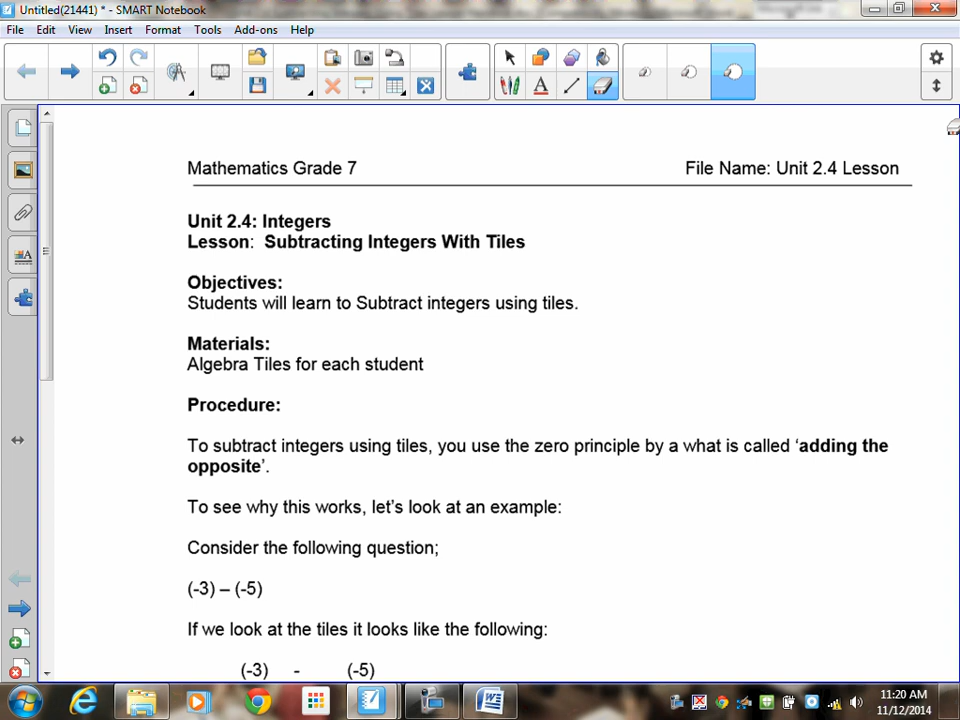 Untitled(21441) * - SMART Notebook
File Edit View Insert Format Tools Add-ons Help
Mathematics Grade 7 File Name: Unit 2.4 Lesson
Unit 2.4: Integers
Lesson: Subtracting Integers With Tiles
Objectives:
Students will learn to Subtract integers using tiles.
Materials:
Algebra Tiles for each student
Procedure:
To subtract integers using tiles, you use the zero principle by a what is called ‘adding the
opposite’.
To see why this works, let’s look at an example:
Consider the following question;
(-3) – (-5)
If we look at the tiles it looks like the following:
(-3) - (-5)
11:20 AM
11/12/2014